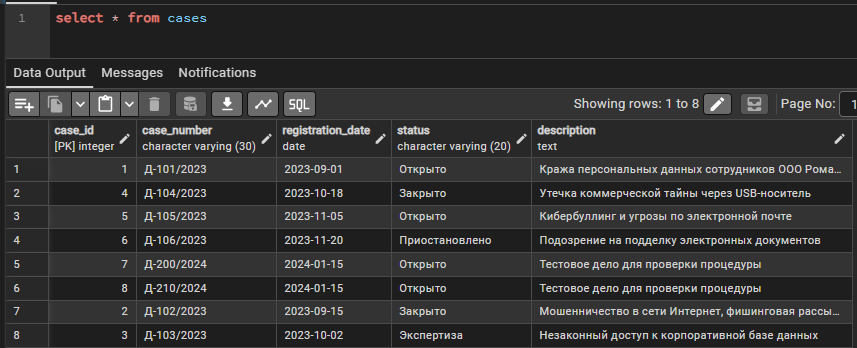 1 select * from cases
Data Output Messages Notifications
SQL Showing rows: 1 to 8 Page No: 1
case_id case_number registration_date status description
[PK] integer character varying (30) date character varying (20) text
1 1 Д-101/2023 2023-09-01 Открыто Кража персональных данных сотрудников ООО Рома…
2 4 Д-104/2023 2023-10-18 Закрыто Утечка коммерческой тайны через USB-носитель
3 5 Д-105/2023 2023-11-05 Открыто Кибербуллинг и угрозы по электронной почте
4 6 Д-106/2023 2023-11-20 Приостановлено Подозрение на подделку электронных документов
5 7 Д-200/2024 2024-01-15 Открыто Тестовое дело для проверки процедуры
6 8 Д-210/2024 2024-01-15 Открыто Тестовое дело для проверки процедуры
7 2 Д-102/2023 2023-09-15 Закрыто Мошенничество в сети Интернет, фишинговая рассы…
8 3 Д-103/2023 2023-10-02 Экспертиза Незаконный доступ к корпоративной базе данных